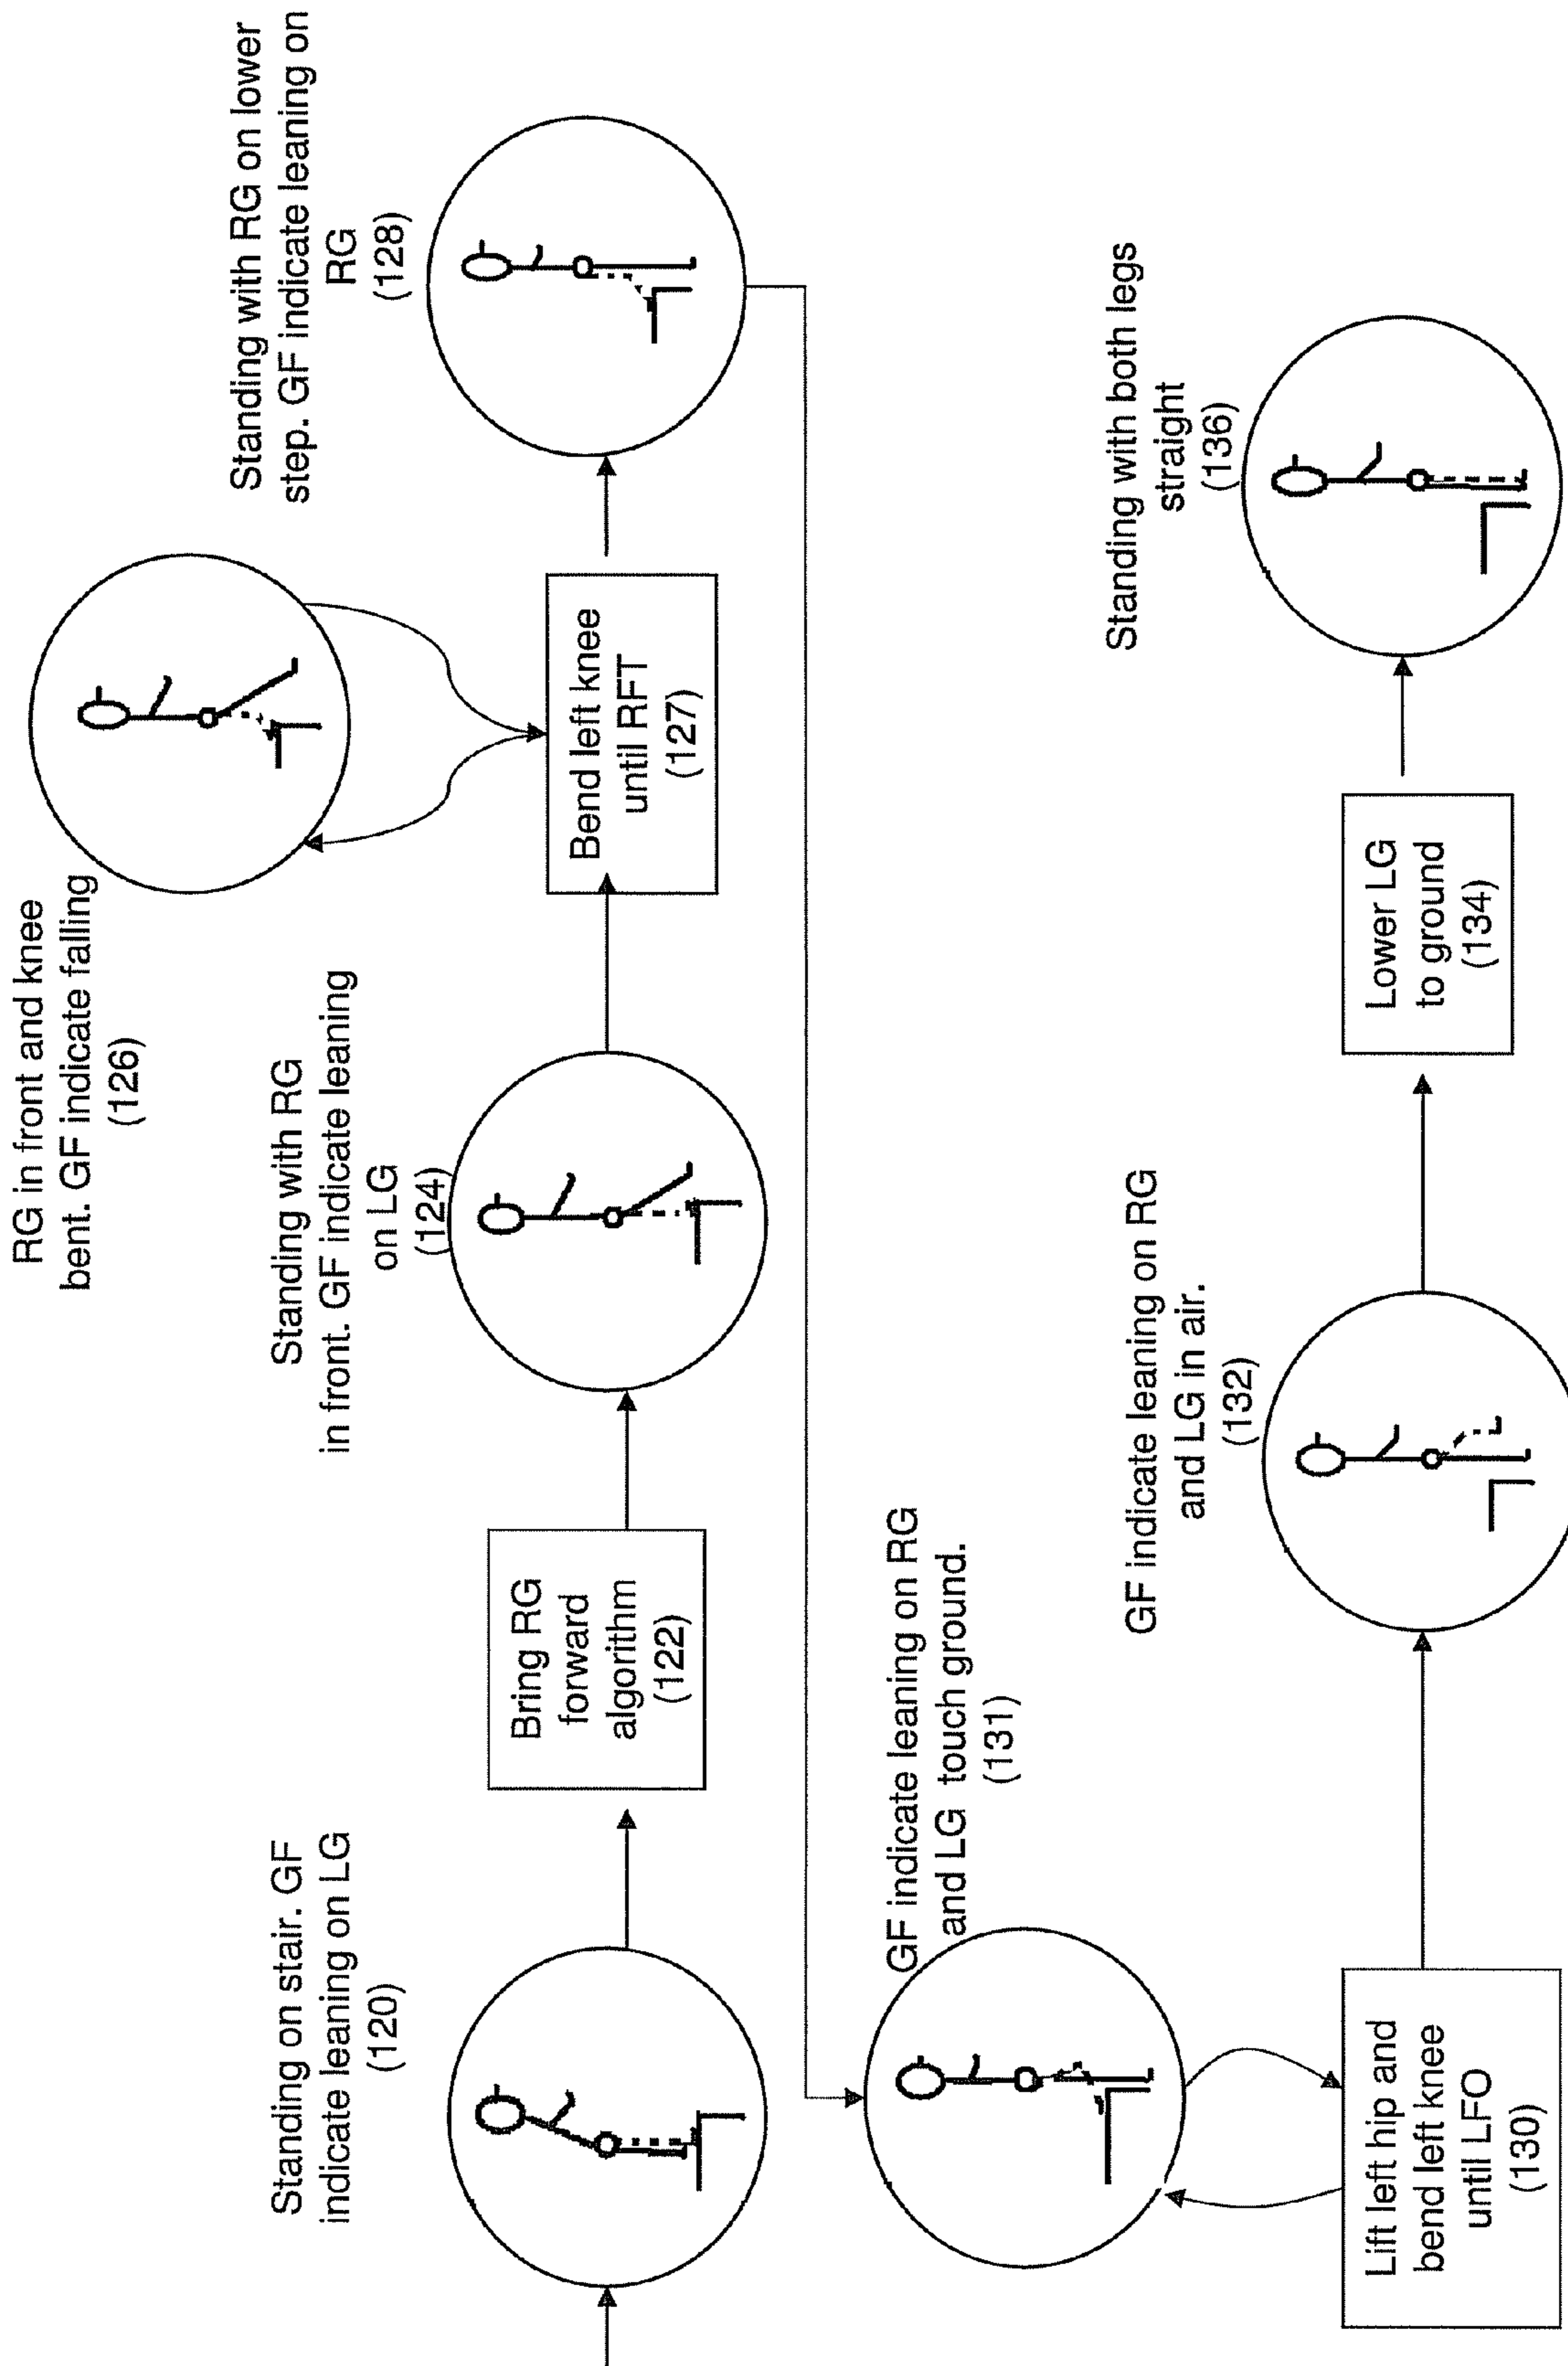 Standing on stair. GF
indicate leaning on LG
(120)
Bring RG
forward
algorithm
(122)
Standing with RG
in front. GF indicate leaning
on LG
(124)
RG in front and knee
bent. GF indicate falling
(126)
Bend left knee
until RFT
(127)
Standing with RG on lower
step. GF indicate leaning on
RG
(128)
GF indicate leaning on RG
and LG touch ground.
(131)
Lift left hip and
bend left knee
until LFO
(130)
GF indicate leaning on RG
and LG in air.
(132)
Lower LG
to ground
(134)
Standing with both legs
straight
(136)